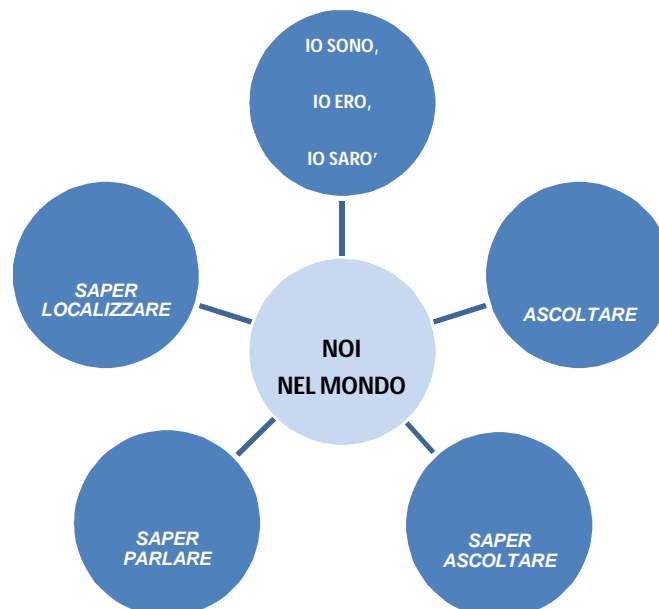 IO SONO,
IO ERO,
IO SARO’
SAPER
LOCALIZZARE
ASCOLTARE
NOI
NEL MONDO
SAPER
PARLARE
SAPER
ASCOLTARE